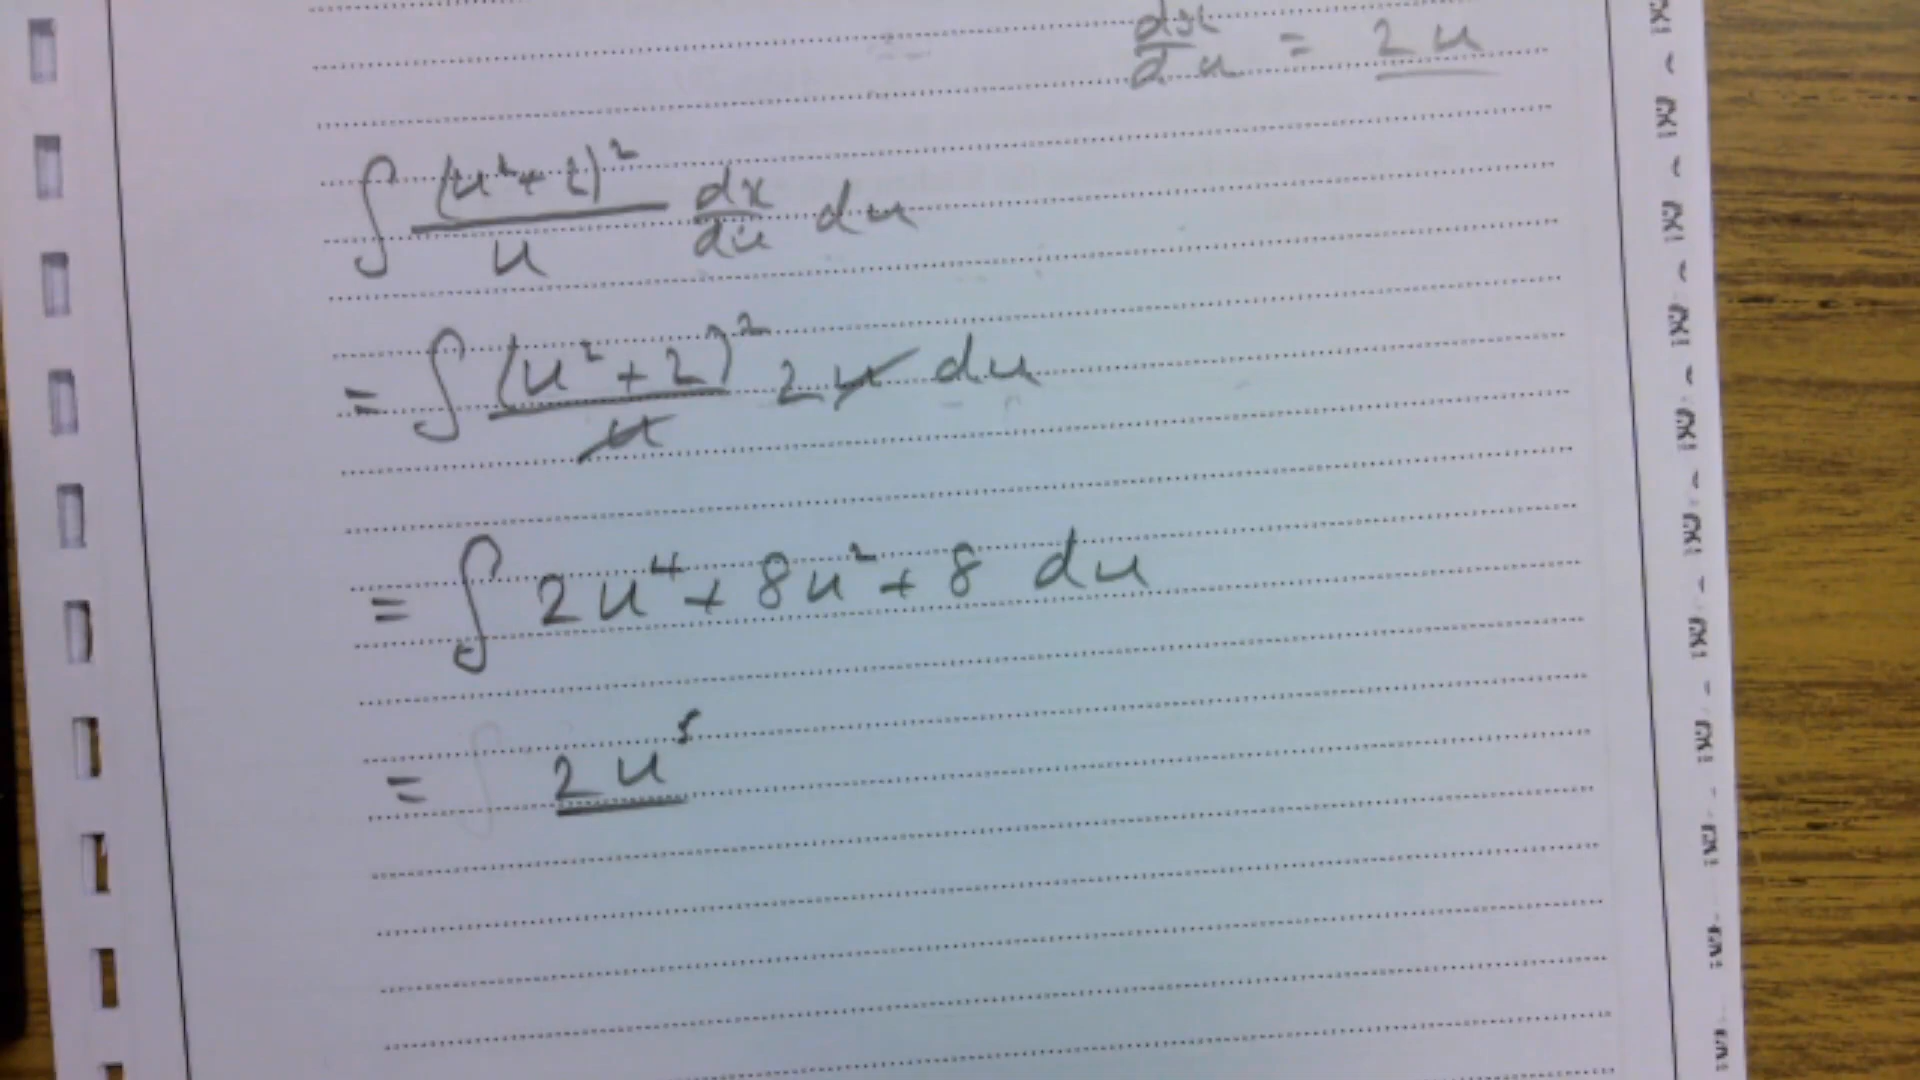 dx/du = 2u
∫ (u²+2)²/u dx/du du
= ∫ (u²+2)²/u 2u du
= ∫ 2u⁴ + 8u² + 8 du
= 2u⁵